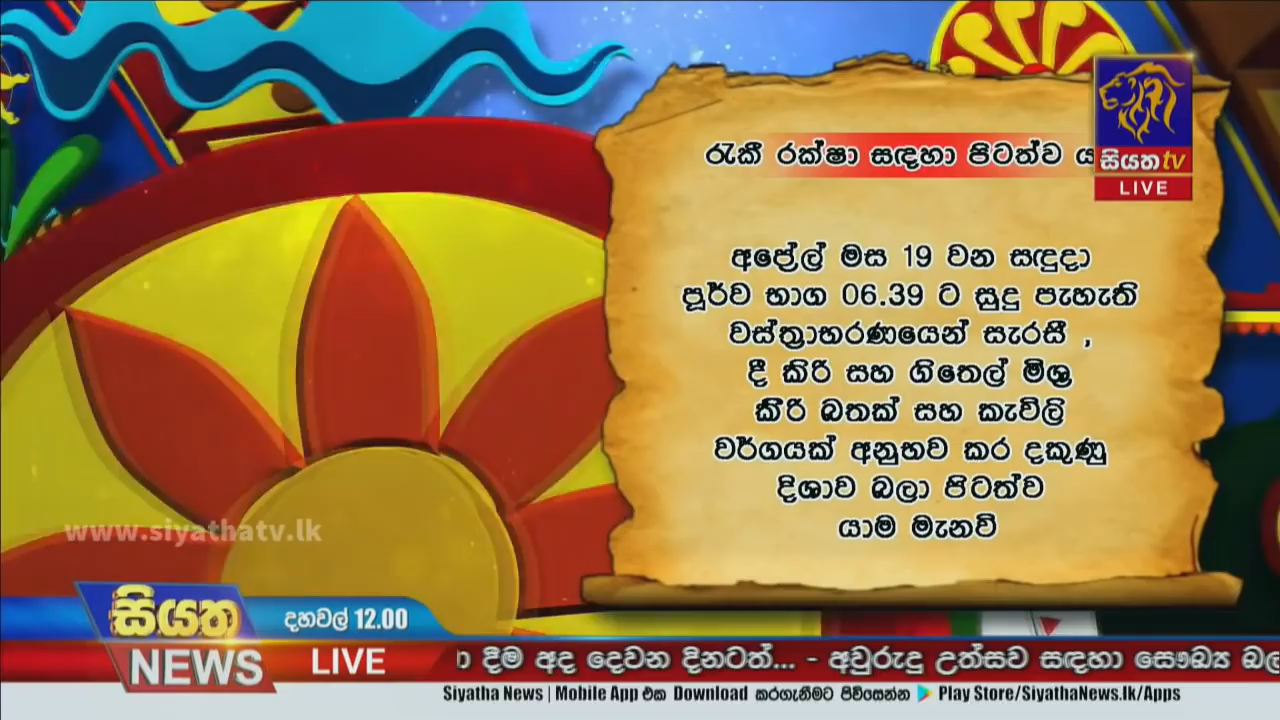 රැකී රක්ෂා සඳහා පිටත්ව ය
සියත tv
LIVE
අප්‍රේල් මස 19 වන සඳුදා
පූර්ව භාග 06.39 ට සුදු පැහැති
වස්ත්‍රාභරණයෙන් සැරසී ,
දී කිරි සහ ගිතෙල් මිශ්‍ර
කිරි බතක් සහ කැවිලි
වර්ගයක් අනුභව කර දකුණු
දිශාව බලා පිටත්ව
යාම මැනවි
www.siyathatv.lk
සියත
NEWS
දහවල් 12.00
LIVE
දීම අද දෙවන දිනටත්... - අවුරුදු උත්සව සඳහා සෞඛ්‍ය බල
Siyatha News | Mobile App එක Download කරගැනීමට පිවිසෙන්න Play Store/SiyathaNews.lk/Apps